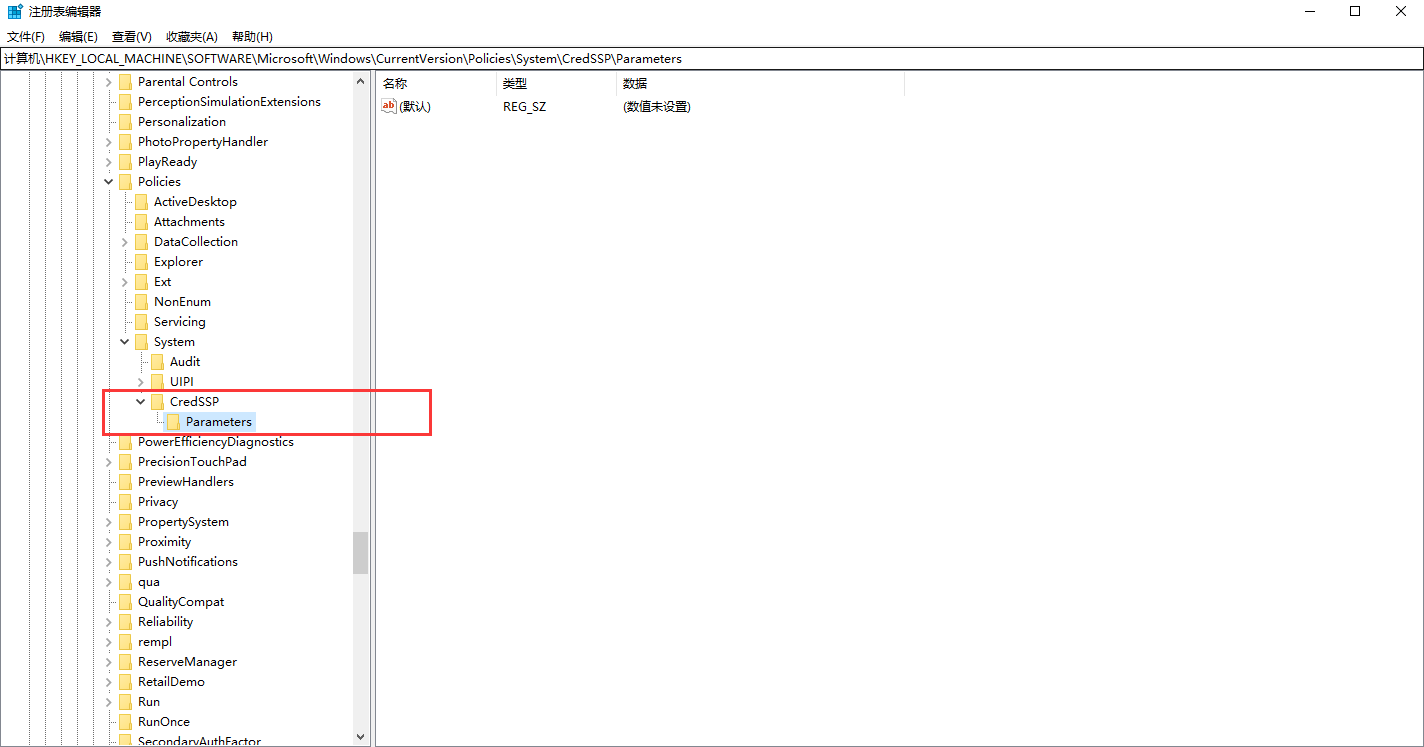 注册表编辑器
文件(F) 编辑(E) 查看(V) 收藏夹(A) 帮助(H)
计算机\HKEY_LOCAL_MACHINE\SOFTWARE\Microsoft\Windows\CurrentVersion\Policies\System\CredSSP\Parameters
Parental Controls
PerceptionSimulationExtensions
Personalization
PhotoPropertyHandler
PlayReady
Policies
ActiveDesktop
Attachments
DataCollection
Explorer
Ext
NonEnum
Servicing
System
Audit
UIPI
CredSSP
Parameters
PowerEfficiencyDiagnostics
PrecisionTouchPad
PreviewHandlers
Privacy
PropertySystem
Proximity
PushNotifications
qua
QualityCompat
Reliability
rempl
ReserveManager
RetailDemo
Run
RunOnce
SecondaryAuthFactor
名称 类型 数据
ab (默认) REG_SZ (数值未设置)